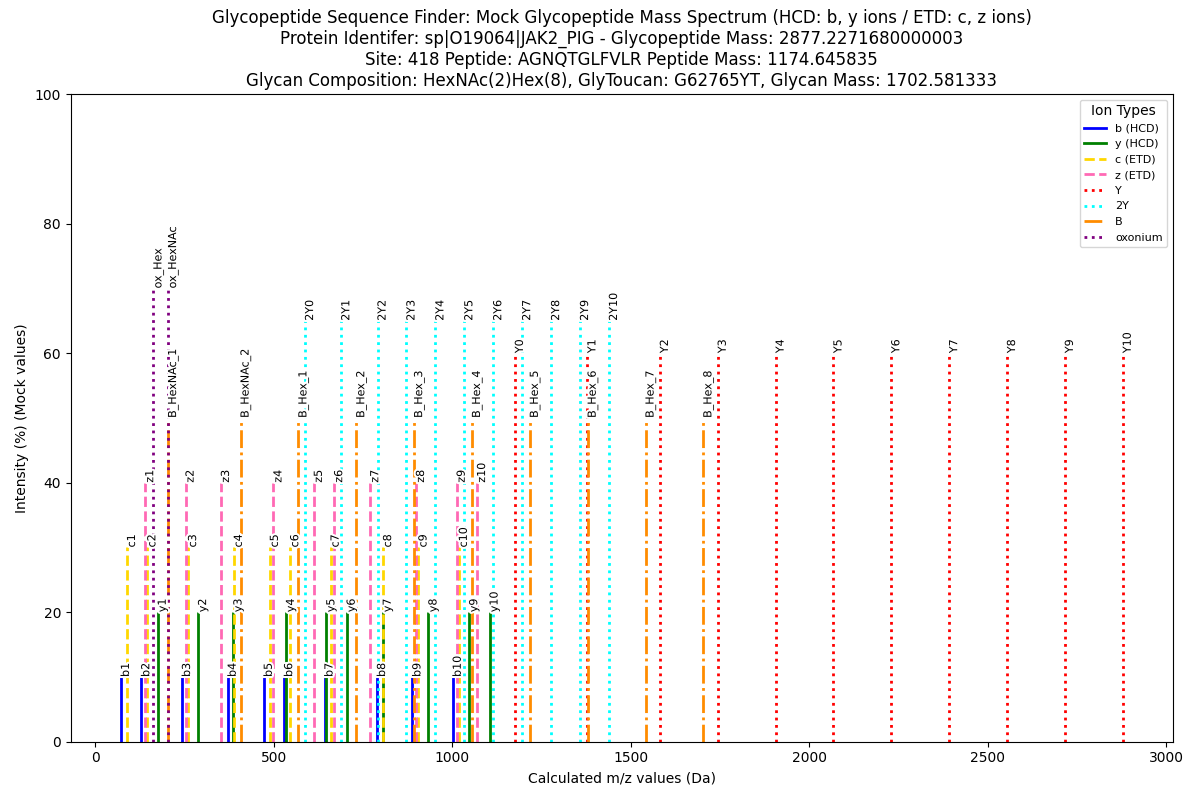 Glycopeptide Sequence Finder: Mock Glycopeptide Mass Spectrum (HCD: b, y ions / ETD: c, z ions)
Protein Identifer: sp|O19064|JAK2_PIG - Glycopeptide Mass: 2877.2271680000003
Site: 418 Peptide: AGNQTGLFVLR Peptide Mass: 1174.645835
Glycan Composition: HexNAc(2)Hex(8), GlyToucan: G62765YT, Glycan Mass: 1702.581333
Intensity (%) (Mock values)
100
80
60
40
20
0
Ion Types
b (HCD)
y (HCD)
c (ETD)
z (ETD)
Y
2Y
B
oxonium
ox_Hex
ox_HexNAc
2Y0
2Y1
2Y2
2Y3
2Y4
2Y5
2Y6
2Y7
2Y8
2Y9
2Y10
Y0
Y1
Y2
Y3
Y4
Y5
Y6
Y7
Y8
Y9
Y10
B_HexNAc_1
B_HexNAc_2
B_Hex_1
B_Hex_2
B_Hex_3
B_Hex_4
B_Hex_5
B_Hex_6
B_Hex_7
B_Hex_8
z1
z2
z3
z4
z5
z6
z7
z8
z9
z10
c1
c2
c3
c4
c5
c6
c7
c8
c9
c10
y1
y2
y3
y4
y5
y6
y7
y8
y9
y10
b1
b2
b3
b4
b5
b6
b7
b8
b9
b10
0
500
1000
1500
2000
2500
3000
Calculated m/z values (Da)